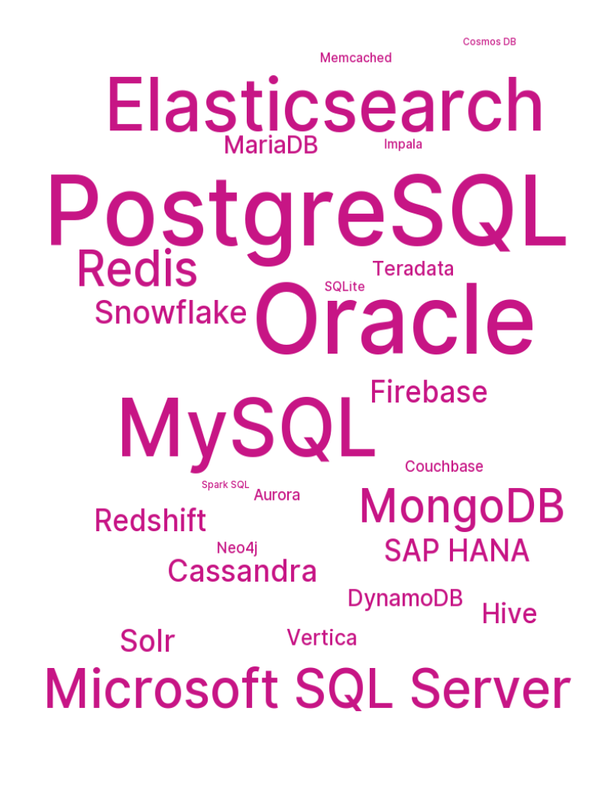 Cosmos DB
Memcached
Elasticsearch
MariaDB
Impala
PostgreSQL
Redis
Teradata
SQLite
Snowflake
Oracle
Firebase
MySQL
Couchbase
Spark SQL
Aurora
MongoDB
Redshift
Neo4j
SAP HANA
Cassandra
DynamoDB
Hive
Solr
Vertica
Microsoft SQL Server